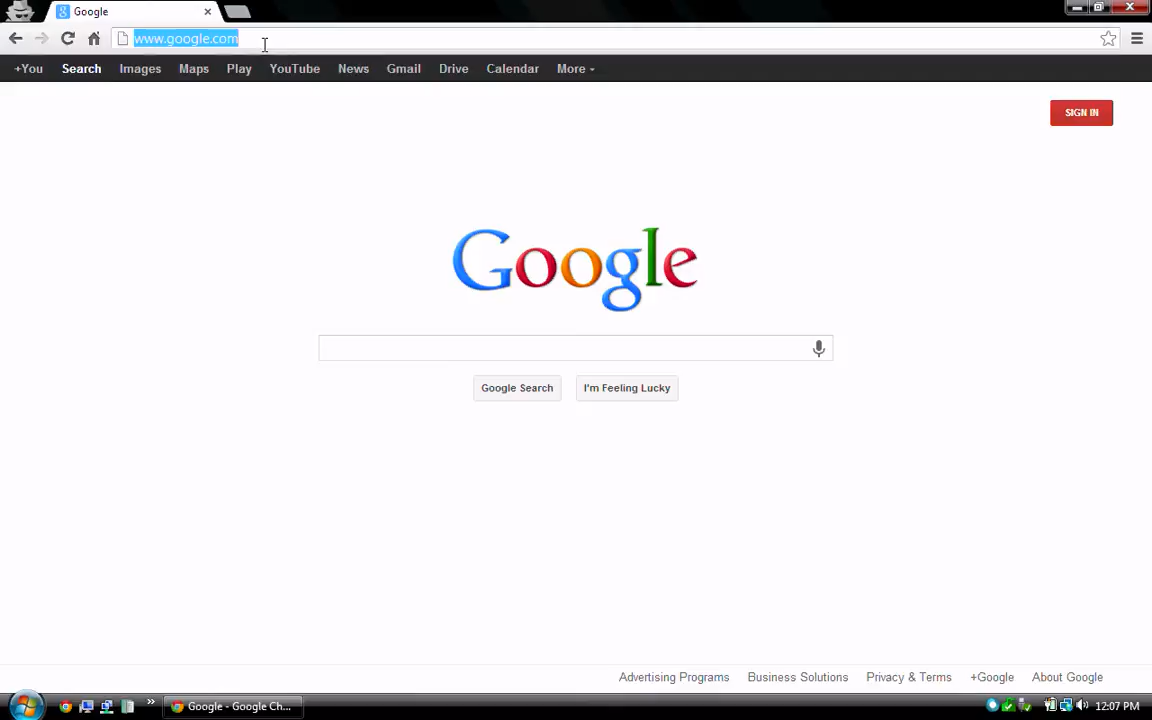 Google
www.google.com
+You Search Images Maps Play YouTube News Gmail Drive Calendar More
SIGN IN
Google
Google Search I'm Feeling Lucky
Advertising Programs Business Solutions Privacy & Terms +Google About Google
Google - Google Ch... 12:07 PM